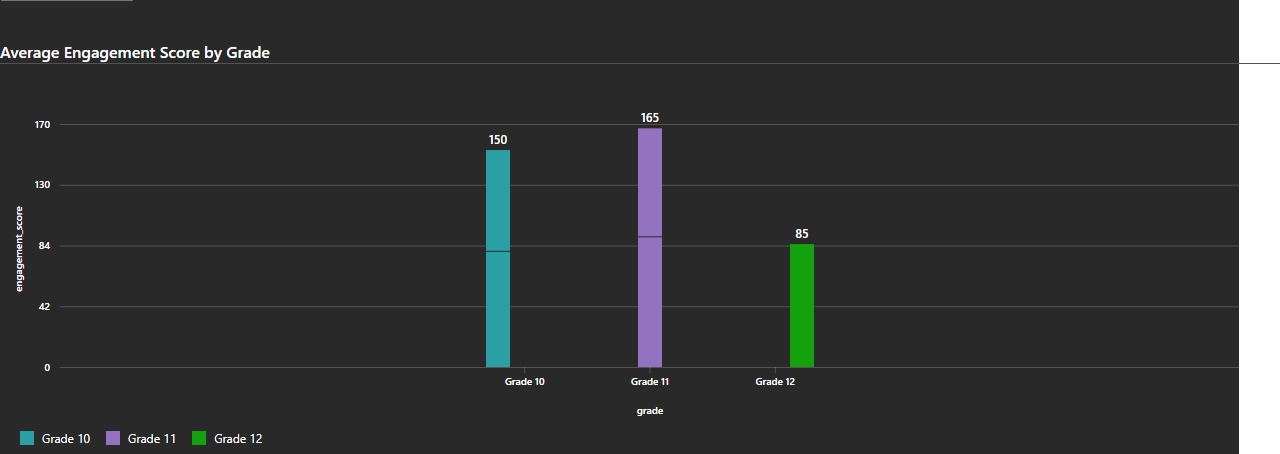 Average Engagement Score by Grade
165
170
150
130
85
84
42
0
engagement_score
Grade 10 Grade 11 Grade 12
grade
Grade 10 Grade 11 Grade 12